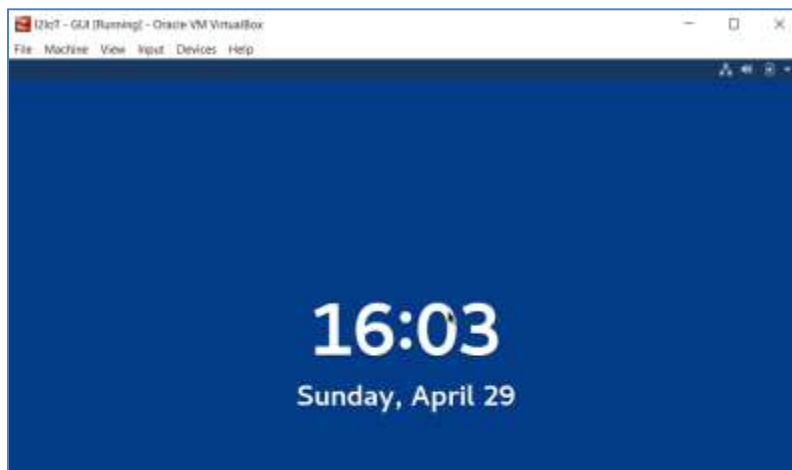 I2IoT - GUI [Running] - Oracle VM VirtualBox
File Machine View Input Devices Help
16:03
Sunday, April 29